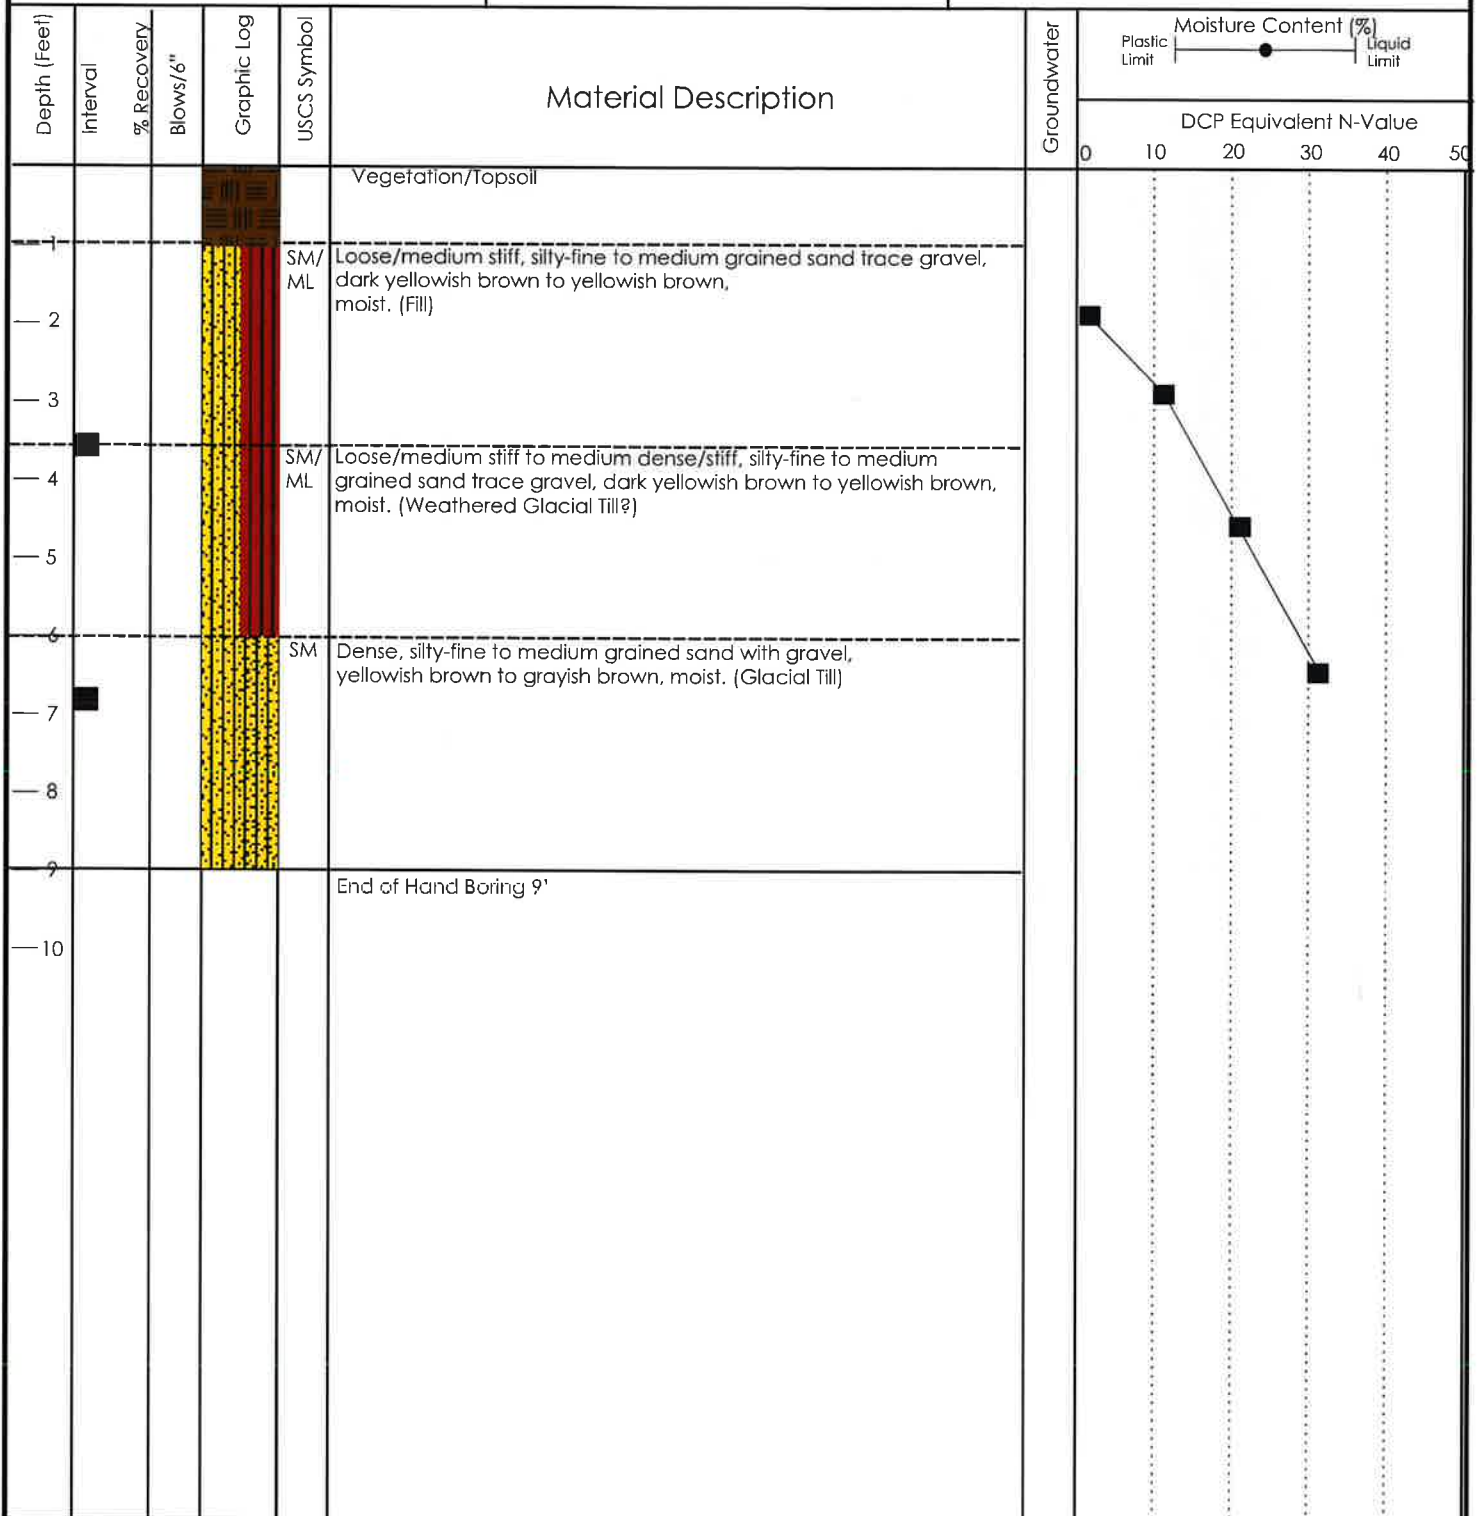 Depth (Feet)
Interval
% Recovery
Blows/6"
Graphic Log
USCS Symbol
Material Description
Groundwater
Moisture Content (%)
Plastic Limit
Liquid Limit
DCP Equivalent N-Value
0 10 20 30 40 50
Vegetation/Topsoil
1
SM/ Loose/medium stiff, silty-fine to medium grained sand trace gravel,
ML dark yellowish brown to yellowish brown,
moist. (Fill)
2
3
SM/ Loose/medium stiff to medium dense/stiff, silty-fine to medium
4 ML grained sand trace gravel, dark yellowish brown to yellowish brown,
moist. (Weathered Glacial Till?)
5
6
SM Dense, silty-fine to medium grained sand with gravel,
yellowish brown to grayish brown, moist. (Glacial Till)
7
8
9
End of Hand Boring 9'
10